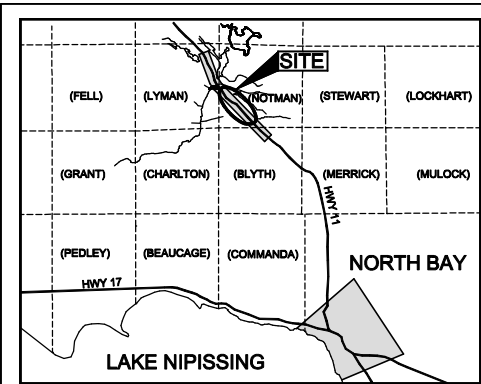 SITE
(FELL) (LYMAN) (NOTMAN) (STEWART) (LOCKHART)
(GRANT) (CHARLTON) (BLYTH) (MERRICK) (MULOCK)
HWY 11
(PEDLEY) (BEAUCAGE) (COMMANDA)
NORTH BAY
HWY 17
LAKE NIPISSING